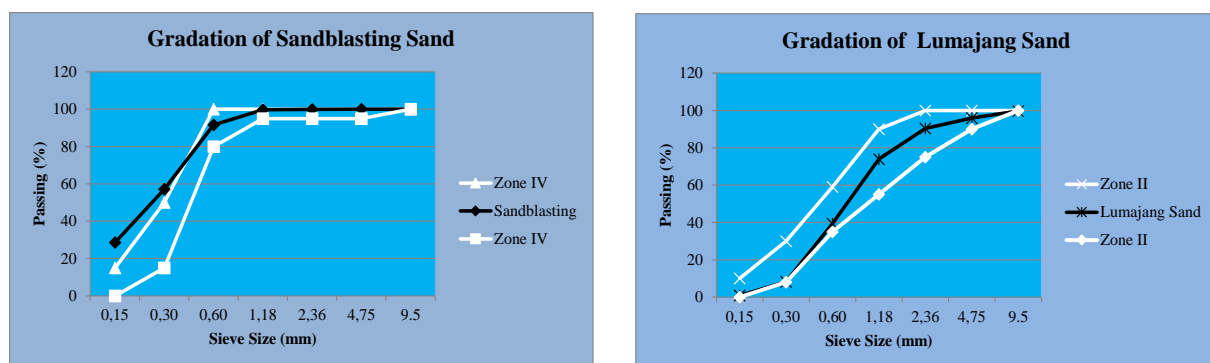 Gradation of Sandblasting Sand
120
100
80
60
40
20
0
Passing (%)
0,15 0,30 0,60 1,18 2,36 4,75 9.5
Sieve Size (mm)
Zone IV
Sandblasting
Zone IV
Gradation of Lumajang Sand
120
100
80
60
40
20
0
Passing (%)
0,15 0,30 0,60 1,18 2,36 4,75 9.5
Sieve Size (mm)
Zone II
Lumajang Sand
Zone II